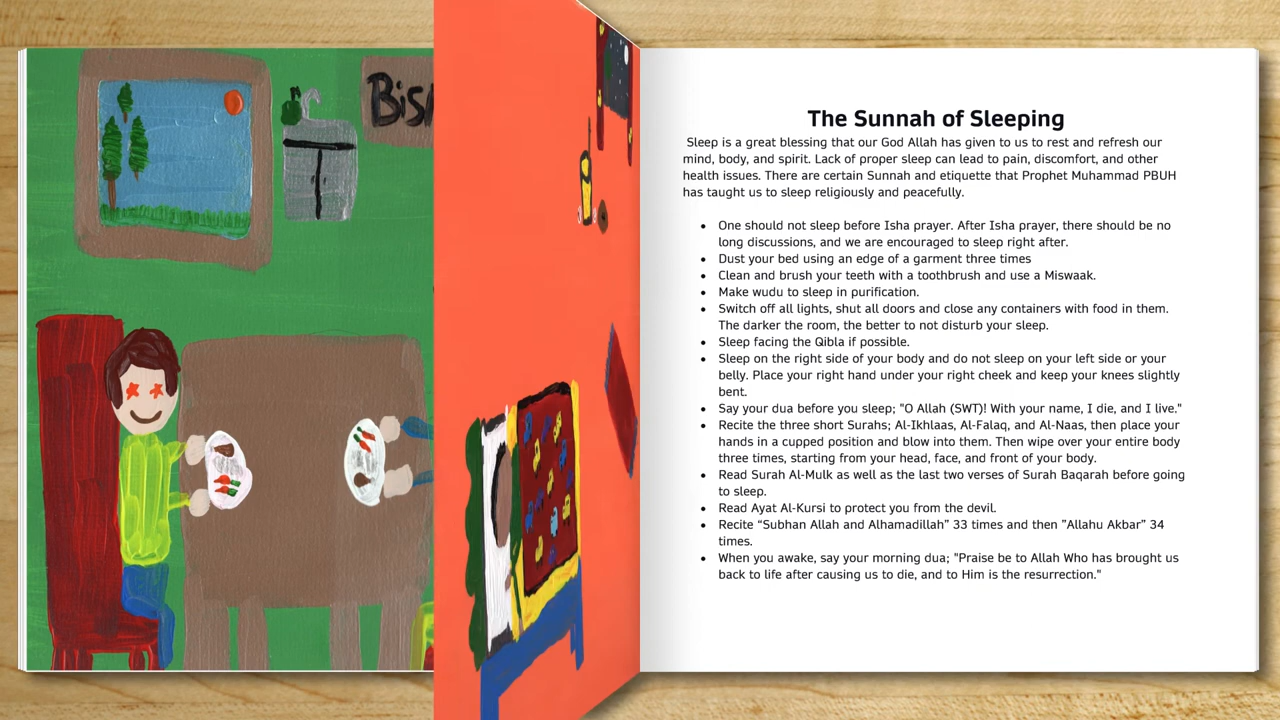 Bis
The Sunnah of Sleeping
Sleep is a great blessing that our God Allah has given to us to rest and refresh our
mind, body, and spirit. Lack of proper sleep can lead to pain, discomfort, and other
health issues. There are certain Sunnah and etiquette that Prophet Muhammad PBUH
has taught us to sleep religiously and peacefully.
• One should not sleep before Isha prayer. After Isha prayer, there should be no
long discussions, and we are encouraged to sleep right after.
• Dust your bed using an edge of a garment three times
• Clean and brush your teeth with a toothbrush and use a Miswaak.
• Make wudu to sleep in purification.
• Switch off all lights, shut all doors and close any containers with food in them.
The darker the room, the better to not disturb your sleep.
• Sleep facing the Qibla if possible.
• Sleep on the right side of your body and do not sleep on your left side or your
belly. Place your right hand under your right cheek and keep your knees slightly
bent.
• Say your dua before you sleep; "O Allah (SWT)! With your name, I die, and I live."
• Recite the three short Surahs; Al-Ikhlaas, Al-Falaq, and Al-Naas, then place your
hands in a cupped position and blow into them. Then wipe over your entire body
three times, starting from your head, face, and front of your body.
• Read Surah Al-Mulk as well as the last two verses of Surah Baqarah before going
to sleep.
• Read Ayat Al-Kursi to protect you from the devil.
• Recite “Subhan Allah and Alhamadillah” 33 times and then "Allahu Akbar” 34
times.
• When you awake, say your morning dua; "Praise be to Allah Who has brought us
back to life after causing us to die, and to Him is the resurrection."